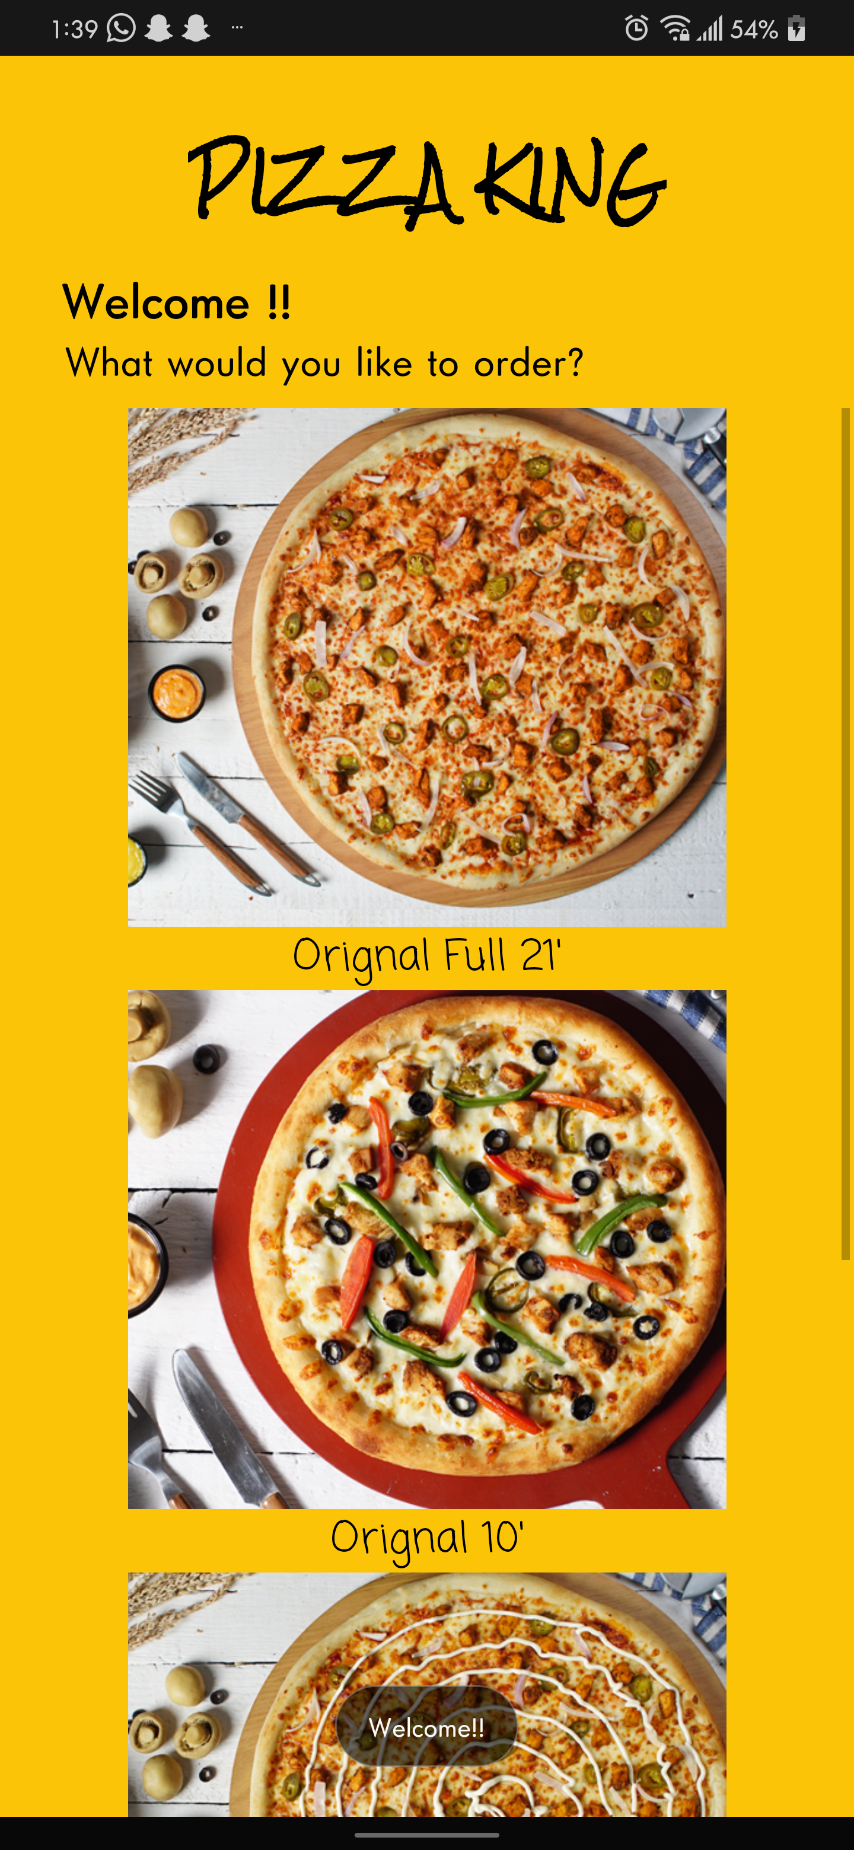 1:39 ... 54%
PIZZA KING
Welcome !!
What would you like to order?
Orignal Full 21'
Orignal 10'
Welcome!!